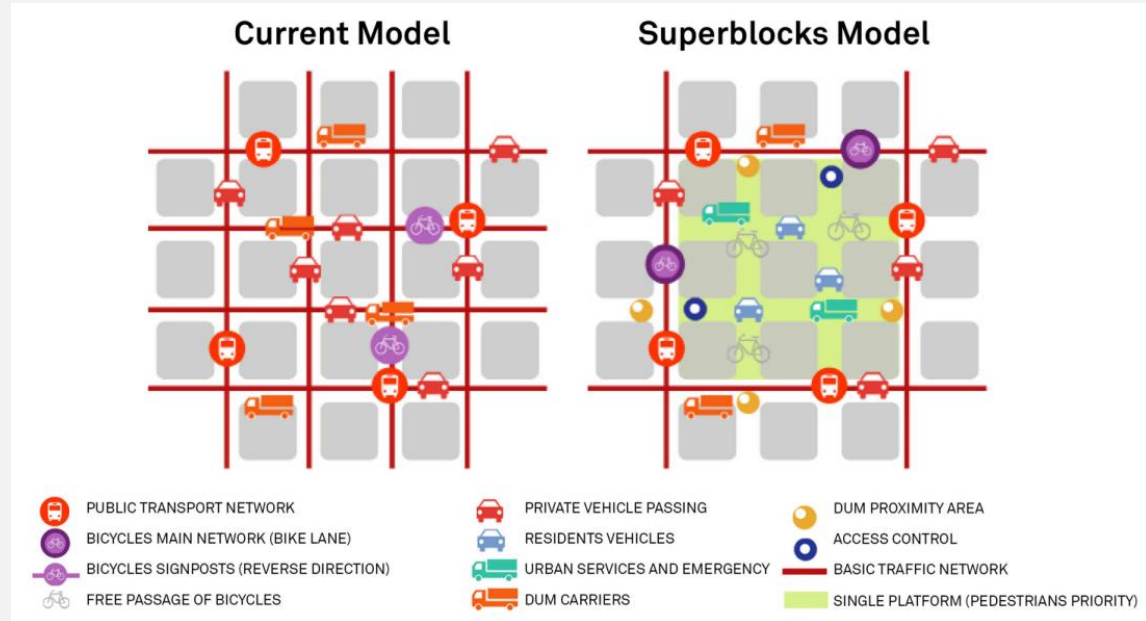 Current Model
Superblocks Model
PUBLIC TRANSPORT NETWORK
BICYCLES MAIN NETWORK (BIKE LANE)
BICYCLES SIGNPOSTS (REVERSE DIRECTION)
FREE PASSAGE OF BICYCLES
PRIVATE VEHICLE PASSING
RESIDENTS VEHICLES
URBAN SERVICES AND EMERGENCY
DUM CARRIERS
DUM PROXIMITY AREA
ACCESS CONTROL
BASIC TRAFFIC NETWORK
SINGLE PLATFORM (PEDESTRIANS PRIORITY)